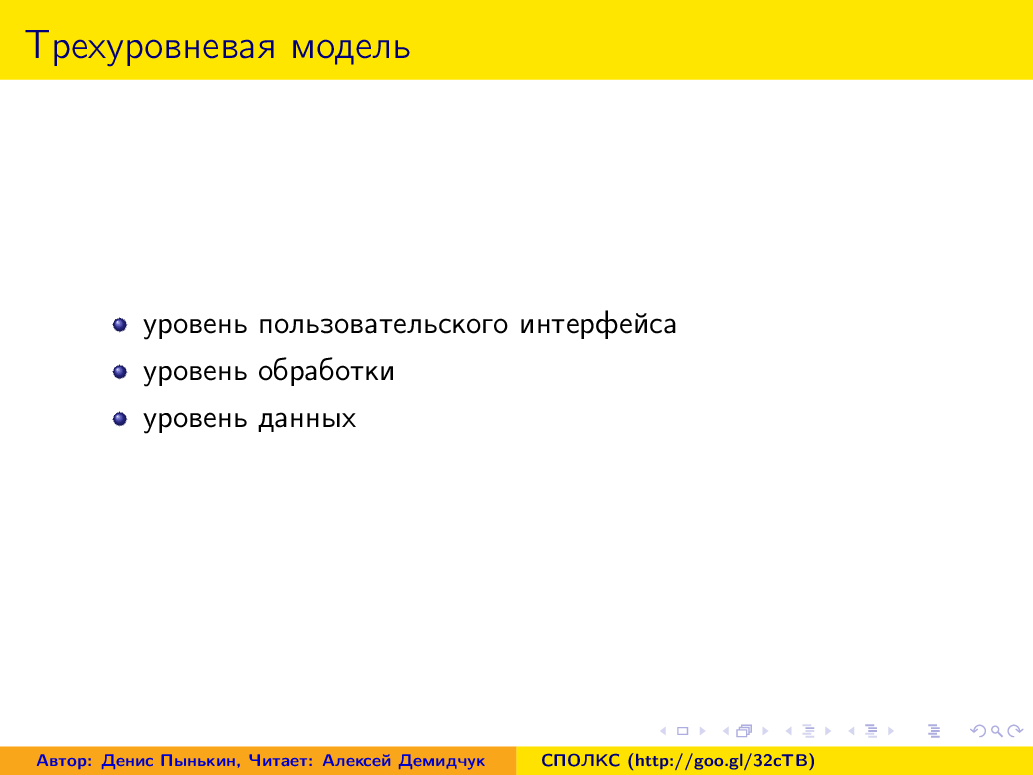 Трехуровневая модель
уровень пользовательского интерфейса
уровень обработки
уровень данных
Автор: Денис Пынькин, Читает: Алексей Демидчук
СПОЛКС (http://goo.gl/32cTB)